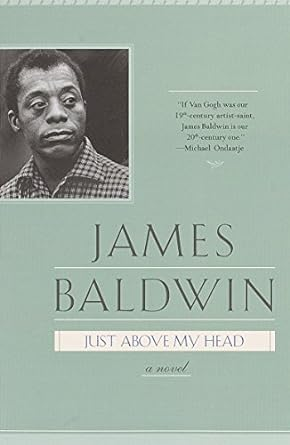 "If Van Gogh was our
19th-century artist-saint,
James Baldwin is our
20th-century one."
—Michael Ondaatje
JAMES
BALDWIN
JUST ABOVE MY HEAD
a novel